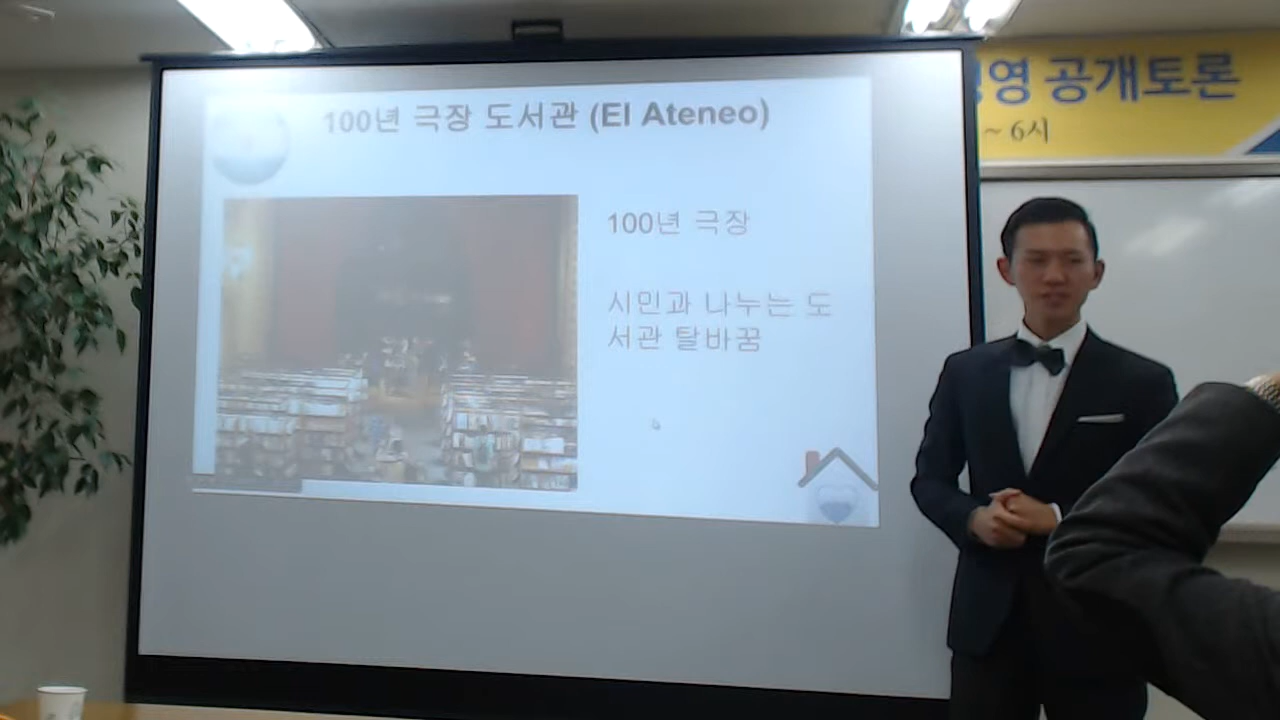 100년 극장 도서관 (El Ateneo)
100년 극장
시인과 나누는 도
서관 탈바꿈
영 공개토론
~ 6시